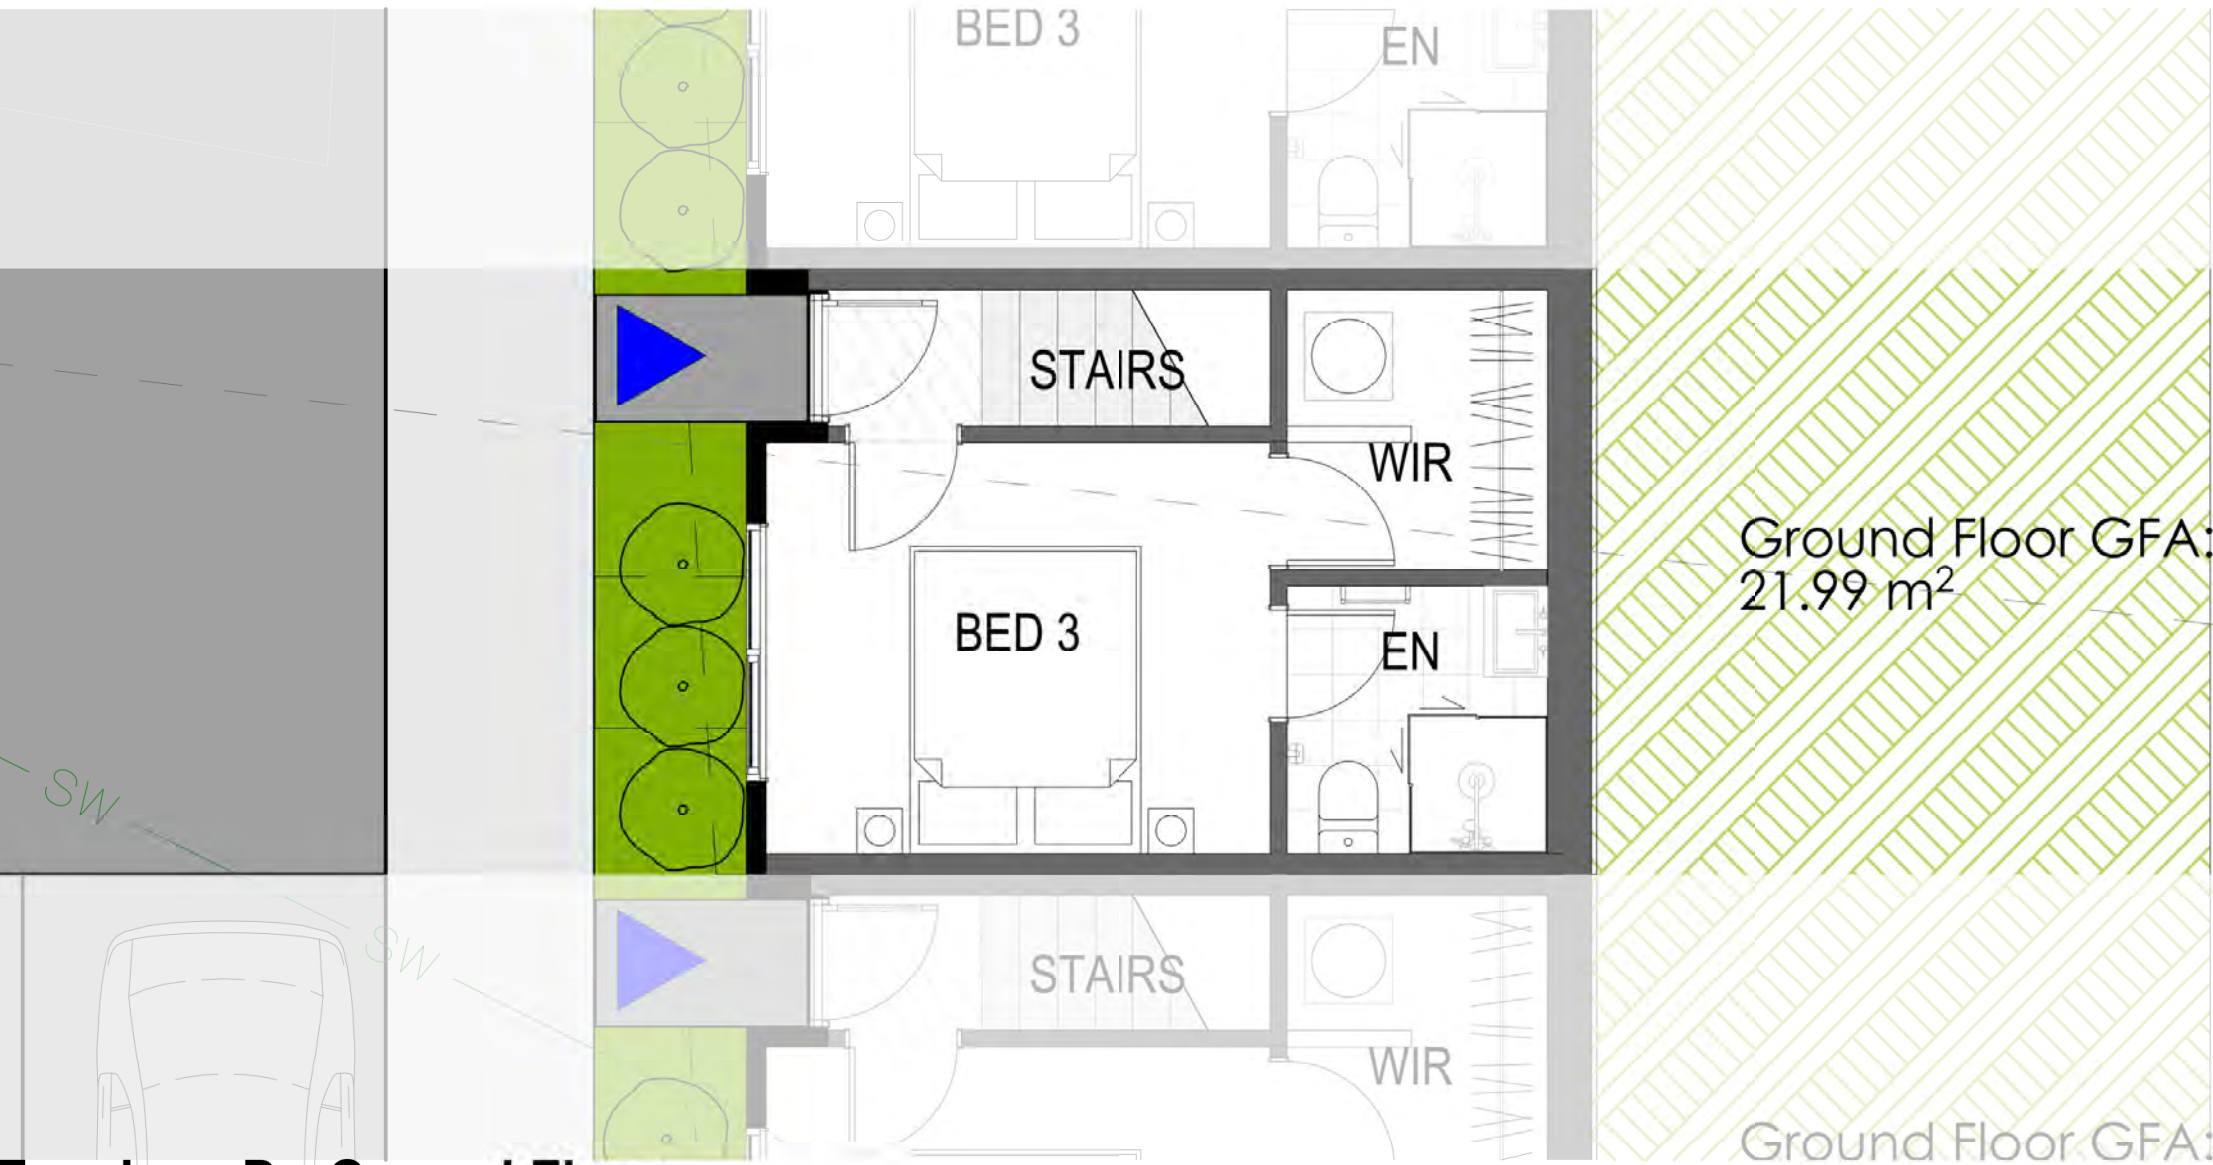 BED 3
EN
STAIRS
WIR
Ground Floor GFA:
21.99 m²
BED 3
EN
SW
SW
STAIRS
WIR
Ground Floor GFA: